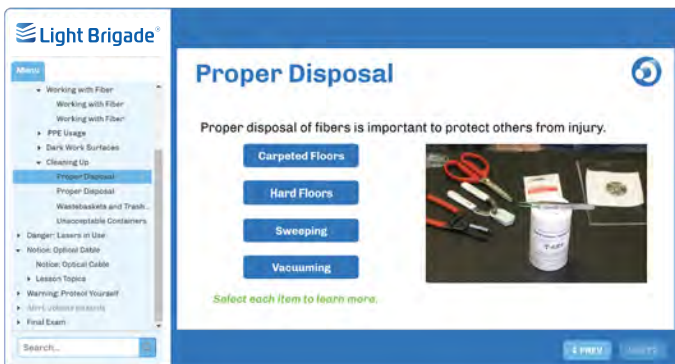 Light Brigade®
Menu
Working with Fiber
Working with Fiber
Working with Fiber
PPE Usage
Dark Work Surfaces
Cleaning Up
Proper Disposal
Proper Disposal
Wastebaskets and Trash...
Unacceptable Containers
Danger: Lasers in Use
Notice: Optical Cable
Notice: Optical Cable
Lesson Topics
Warning: Protect Yourself
Final Exam
Search...
Proper Disposal
Proper disposal of fibers is important to protect others from injury.
Carpeted Floors
Hard Floors
Sweeping
Vacuuming
Select each item to learn more.
PREV